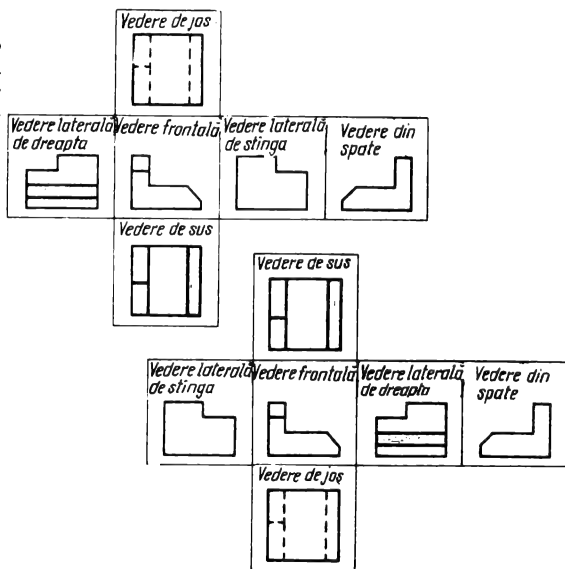 Vedere de jos
Vedere laterală
de dreapta
Vedere frontală
Vedere laterală
de stînga
Vedere din
spate
Vedere de sus
Vedere de sus
Vedere laterală
de stînga
Vedere frontală
Vedere laterală
de dreapta
Vedere din
spate
Vedere de jos